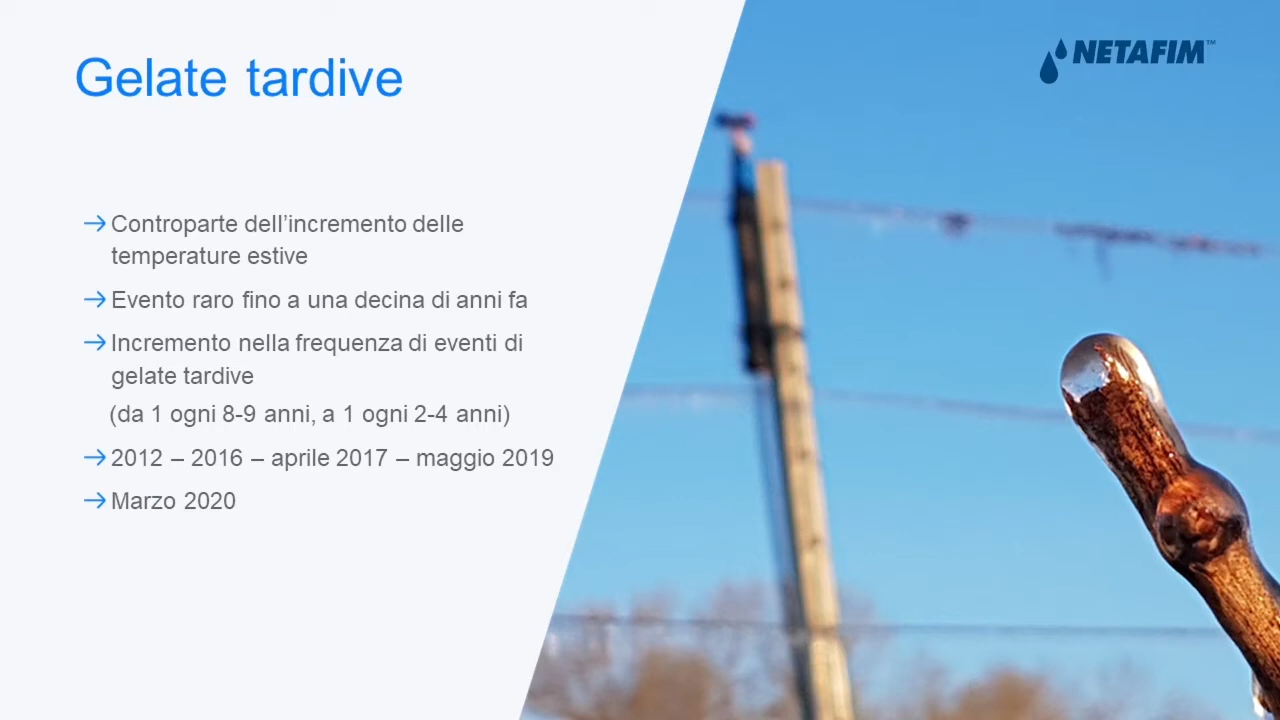 Gelate tardive
NETAFIM™
→ Controparte dell’incremento delle
temperature estive
→ Evento raro fino a una decina di anni fa
→ Incremento nella frequenza di eventi di
gelate tardive
(da 1 ogni 8-9 anni, a 1 ogni 2-4 anni)
→ 2012 – 2016 – aprile 2017 – maggio 2019
→ Marzo 2020